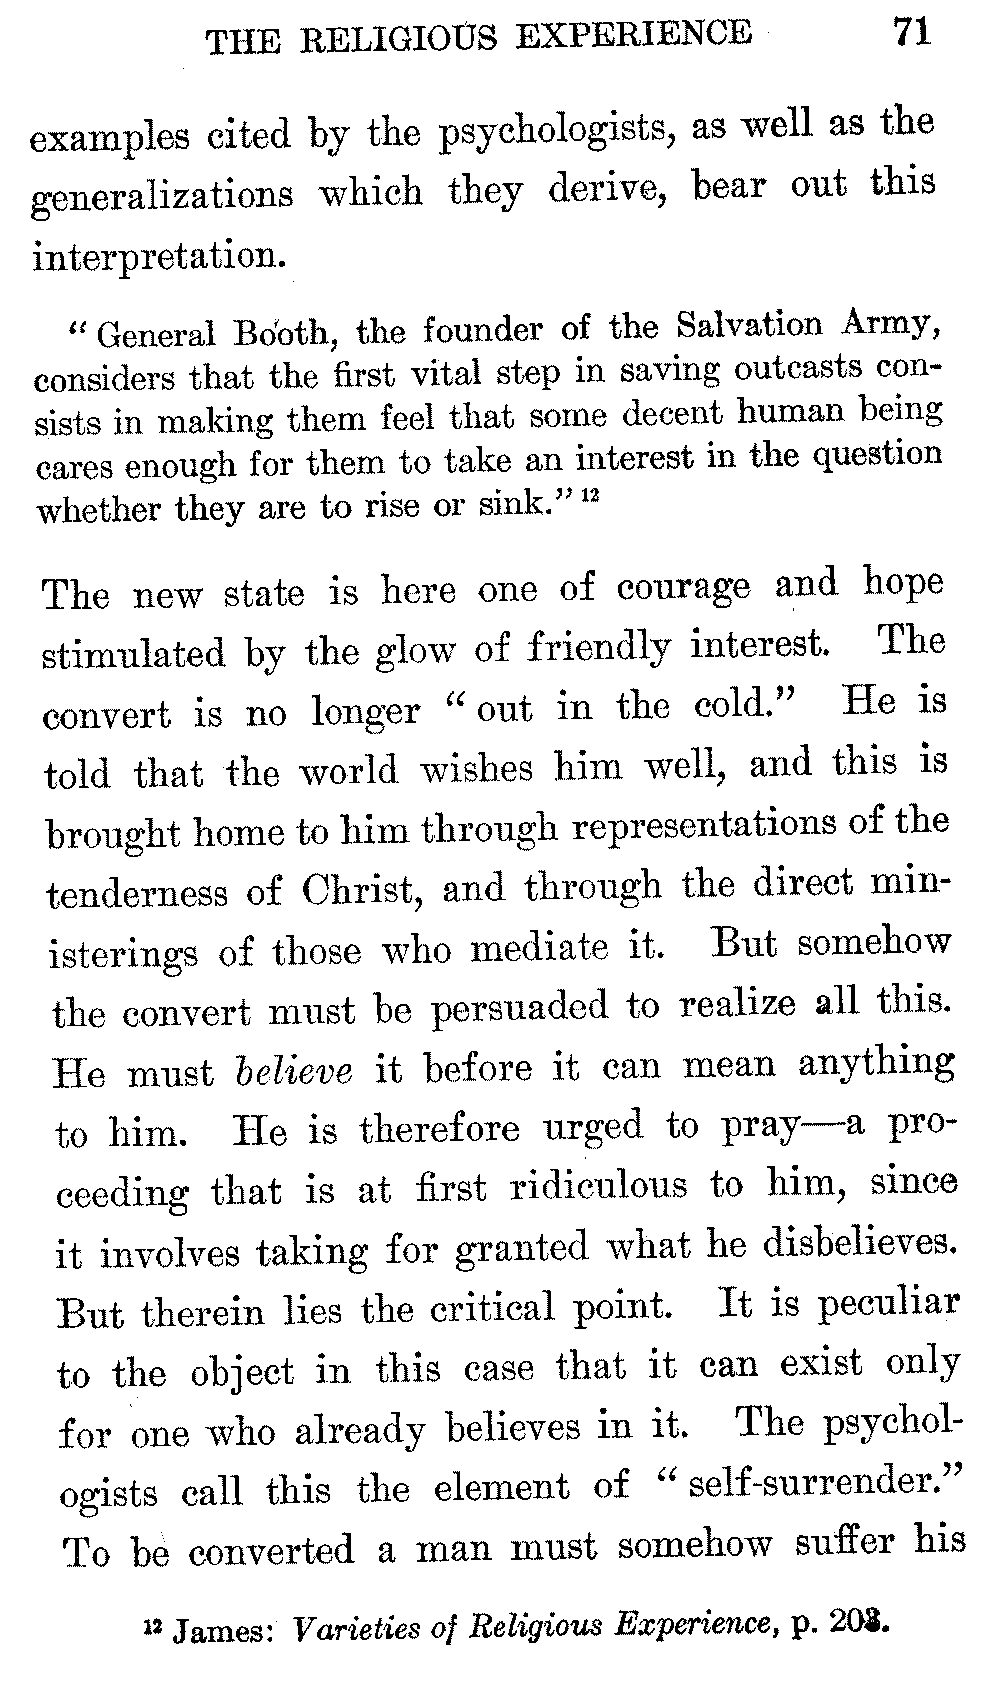 THE RELIGIOUS EXPERIENCE 71
examples cited by the psychologists, as well as the
generalizations which they derive, bear out this
interpretation.
" General Booth, the founder of the Salvation Army,
considers that the first vital step in saving outcasts con-
sists in making them feel that some decent human being
cares enough for them to take an interest in the question
whether they are to rise or sink." 12
The new state is here one of courage and hope
stimulated by the glow of friendly interest. The
convert is no longer " out in the cold." He is
told that the world wishes him well, and this is
brought home to him through representations of the
tenderness of Christ, and through the direct min-
isterings of those who mediate it. But somehow
the convert must be persuaded to realize all this.
He must believe it before it can mean anything
to him. He is therefore urged to pray—a pro-
ceeding that is at first ridiculous to him, since
it involves taking for granted what he disbelieves.
But therein lies the critical point. It is peculiar
to the object in this case that it can exist only
for one who already believes in it. The psychol-
ogists call this the element of " self-surrender."
To be converted a man must somehow suffer his
12 James: Varieties of Religious Experience, p.